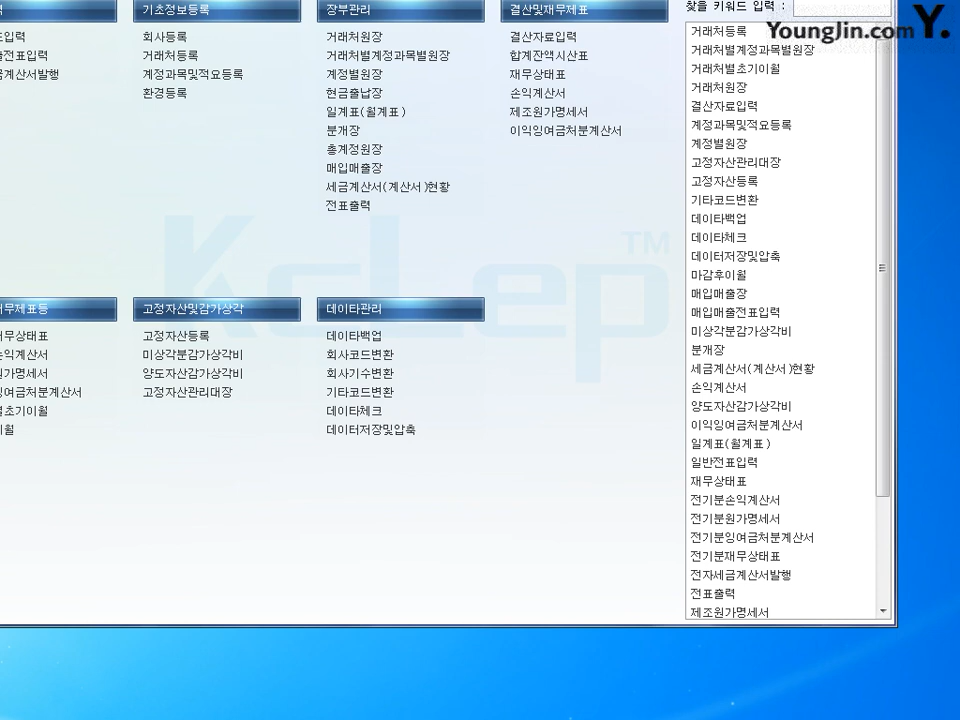 기초정보등록
회사등록
거래처등록
계정과목및적요등록
환경등록
장부관리
거래처원장
거래처별계정과목별원장
계정별원장
현금출납장
일계표(월계표)
분개장
총계정원장
매입매출장
세금계산서(계산서)현황
전표출력
결산및재무제표
결산자료입력
합계잔액시산표
재무상태표
손익계산서
제조원가명세서
이익잉여금처분계산서
고정자산및감가상각
고정자산등록
미상각분감가상각비
양도자산감가상각비
고정자산관리대장
데이타관리
데이타백업
회사코드변환
회사기수변환
기타코드변환
데이타체크
데이터저장및압축
KcLep TM
찾을 키워드 입력 :
Younglin.com Y.
거래처등록
거래처별계정과목별원장
거래처별초기이월
거래처원장
결산자료입력
계정과목및적요등록
계정별원장
고정자산관리대장
고정자산등록
기타코드변환
데이타백업
데이타체크
데이터저장및압축
마감후이월
매입매출장
매입매출전표입력
미상각분감가상각비
분개장
세금계산서(계산서)현황
손익계산서
양도자산감가상각비
이익잉여금처분계산서
일계표(월계표)
일반전표입력
재무상태표
전기분손익계산서
전기분원가명세서
전기분잉여금처분계산서
전기분재무상태표
전자세금계산서발행
전표출력
제조원가명세서